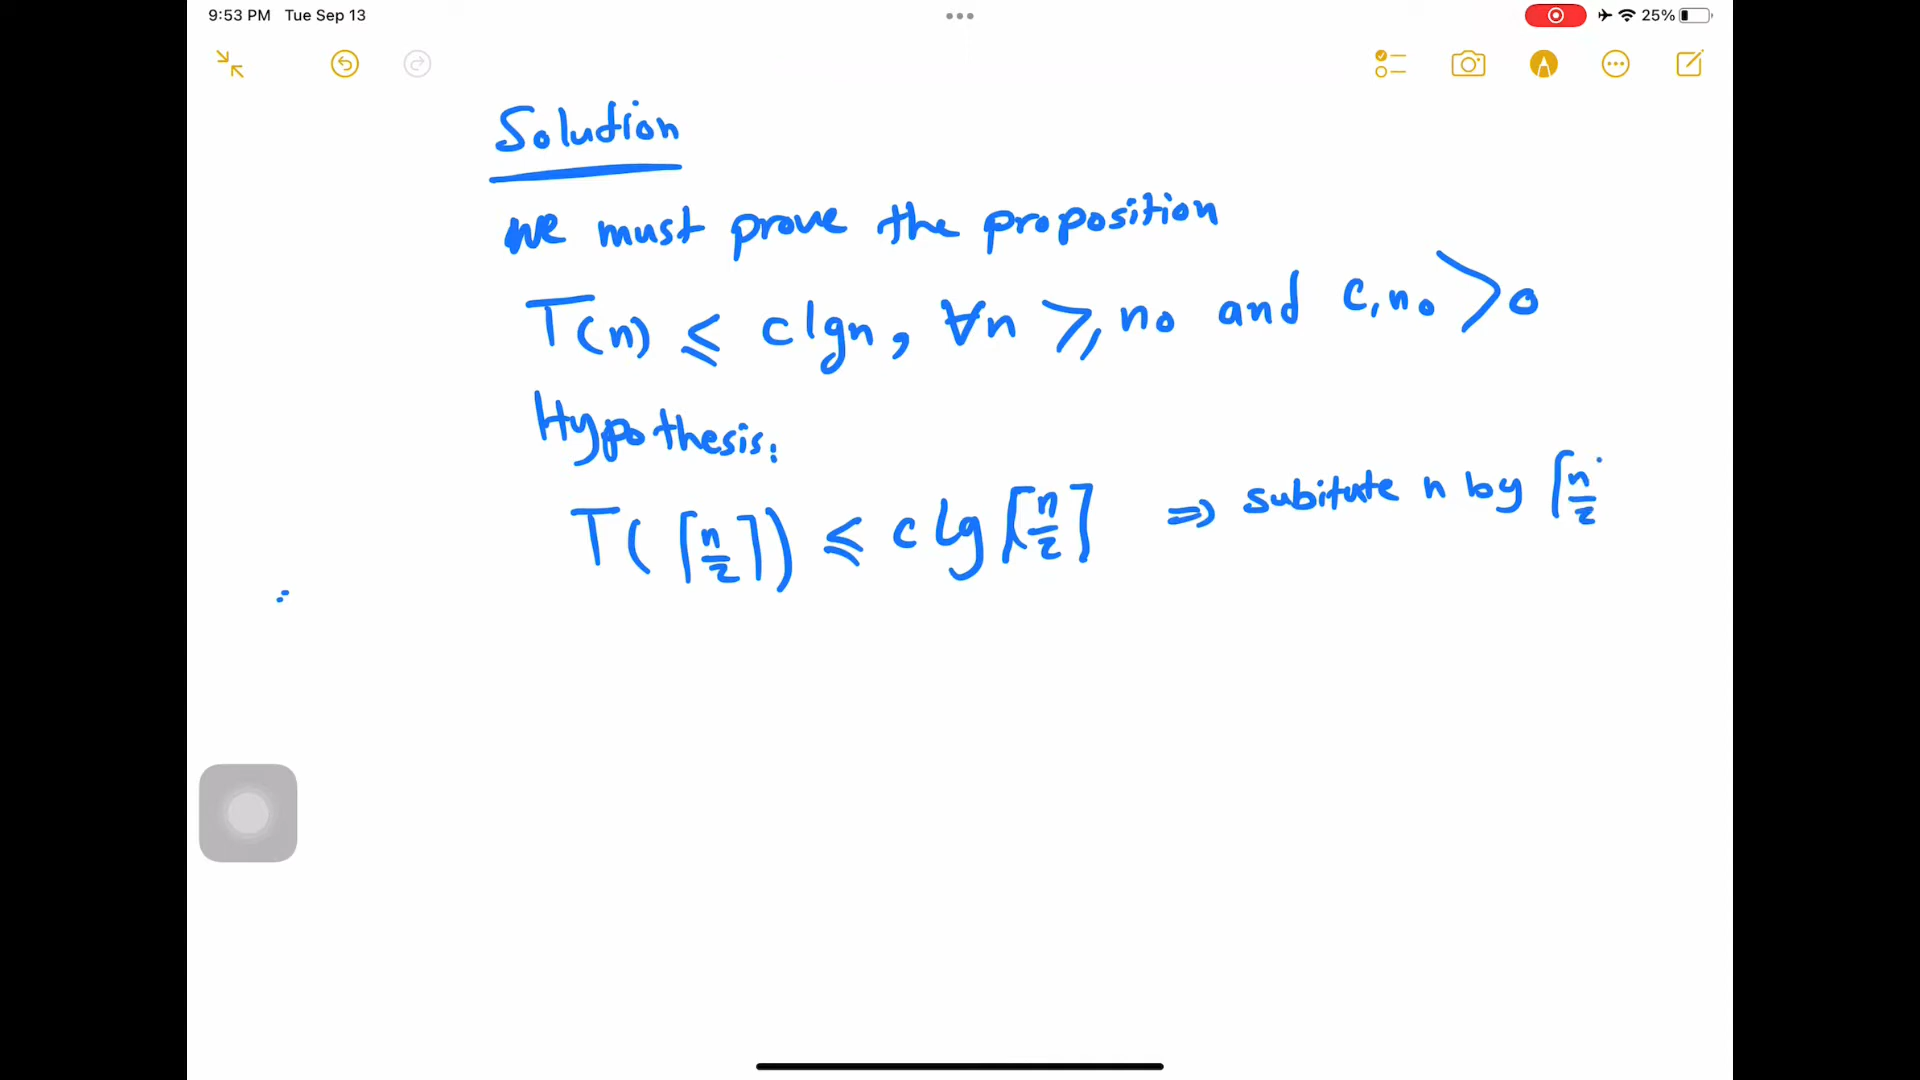 9:53 PM Tue Sep 13
25%
Solution
we must prove the proposition
T(n) ≤ clgn, ∀n ≥ n₀ and c, n₀ > 0
Hypothesis:
T(⌈n/2⌉) ≤ c lg⌈n/2⌉ ⇒ subitute n by ⌈n/2